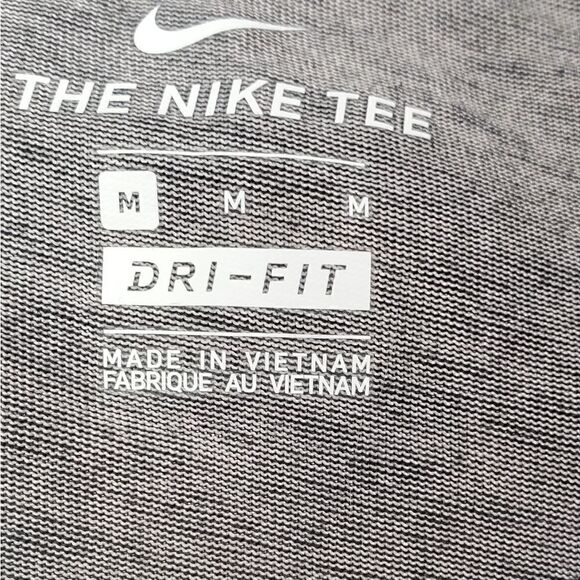 THE NIKE TEE
M M M
DRI-FIT
MADE IN VIETNAM
FABRIQUE AU VIETNAM